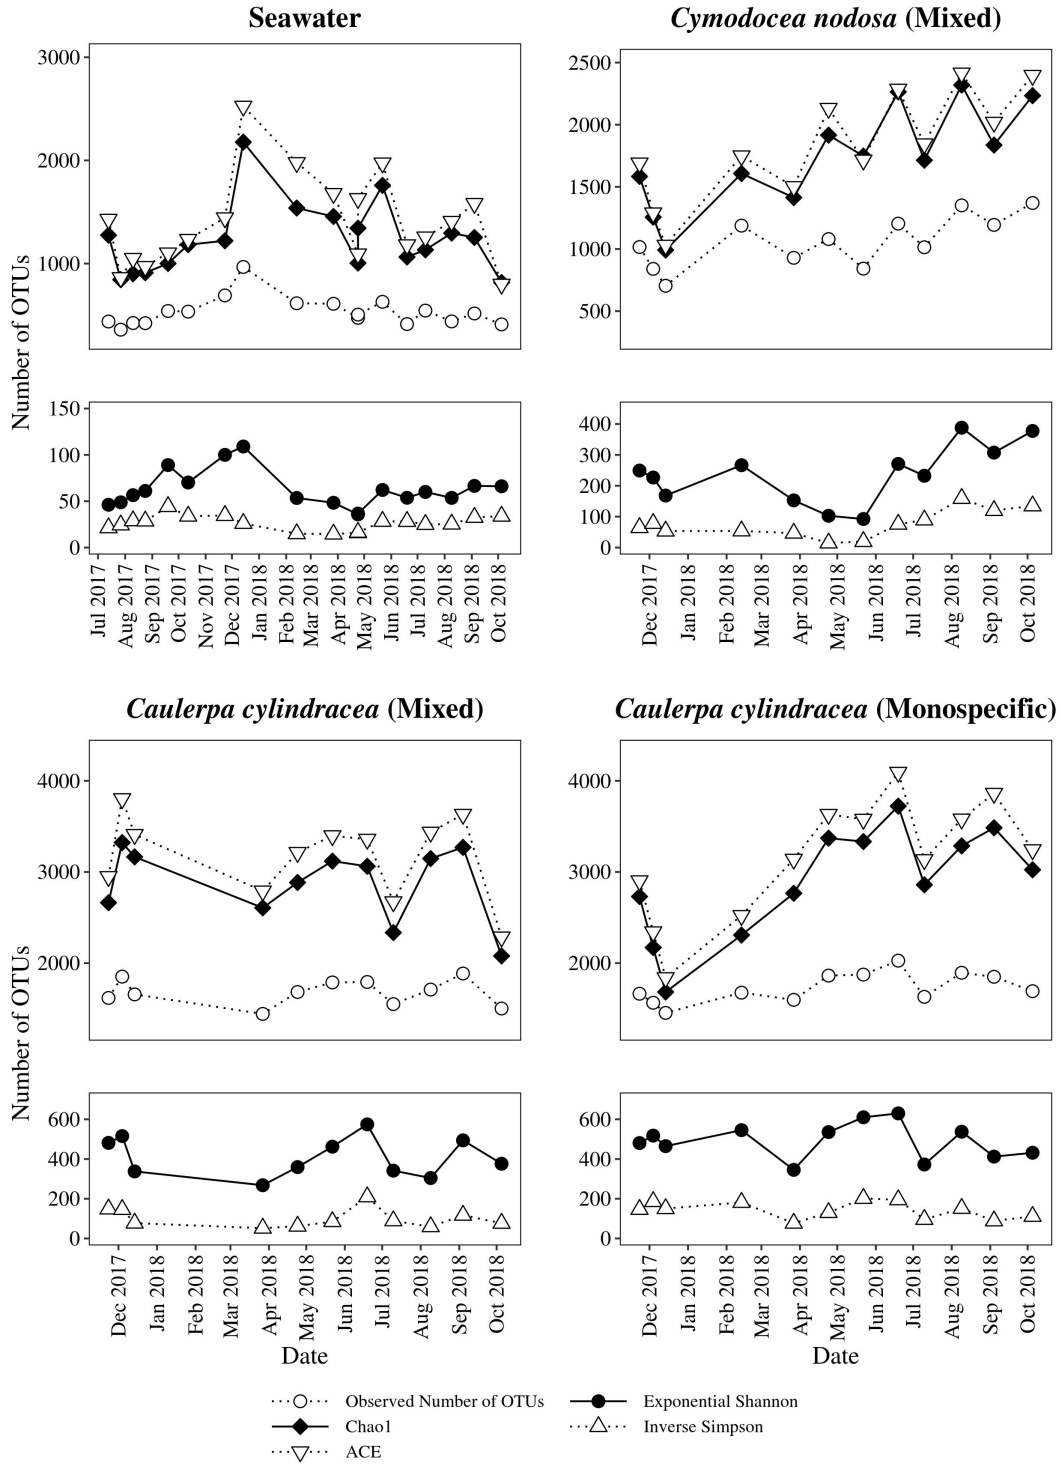 Seawater
Cymodocea nodosa (Mixed)
Number of OTUs
3000
2000
1000
2500
2000
1500
1000
500
150
100
50
0
400
300
200
100
0
Jul 2017
Aug 2017
Sep 2017
Oct 2017
Nov 2017
Dec 2017
Jan 2018
Feb 2018
Mar 2018
Apr 2018
May 2018
Jun 2018
Jul 2018
Aug 2018
Sep 2018
Oct 2018
Dec 2017
Jan 2018
Feb 2018
Mar 2018
Apr 2018
May 2018
Jun 2018
Jul 2018
Aug 2018
Sep 2018
Oct 2018
Caulerpa cylindracea (Mixed)
Caulerpa cylindracea (Monospecific)
Number of OTUs
4000
3000
2000
4000
3000
2000
600
400
200
0
600
400
200
0
Dec 2017
Jan 2018
Feb 2018
Mar 2018
Apr 2018
May 2018
Jun 2018
Jul 2018
Aug 2018
Sep 2018
Oct 2018
Dec 2017
Jan 2018
Feb 2018
Mar 2018
Apr 2018
May 2018
Jun 2018
Jul 2018
Aug 2018
Sep 2018
Oct 2018
Date
Date
Observed Number of OTUs
Exponential Shannon
Chao1
Inverse Simpson
ACE